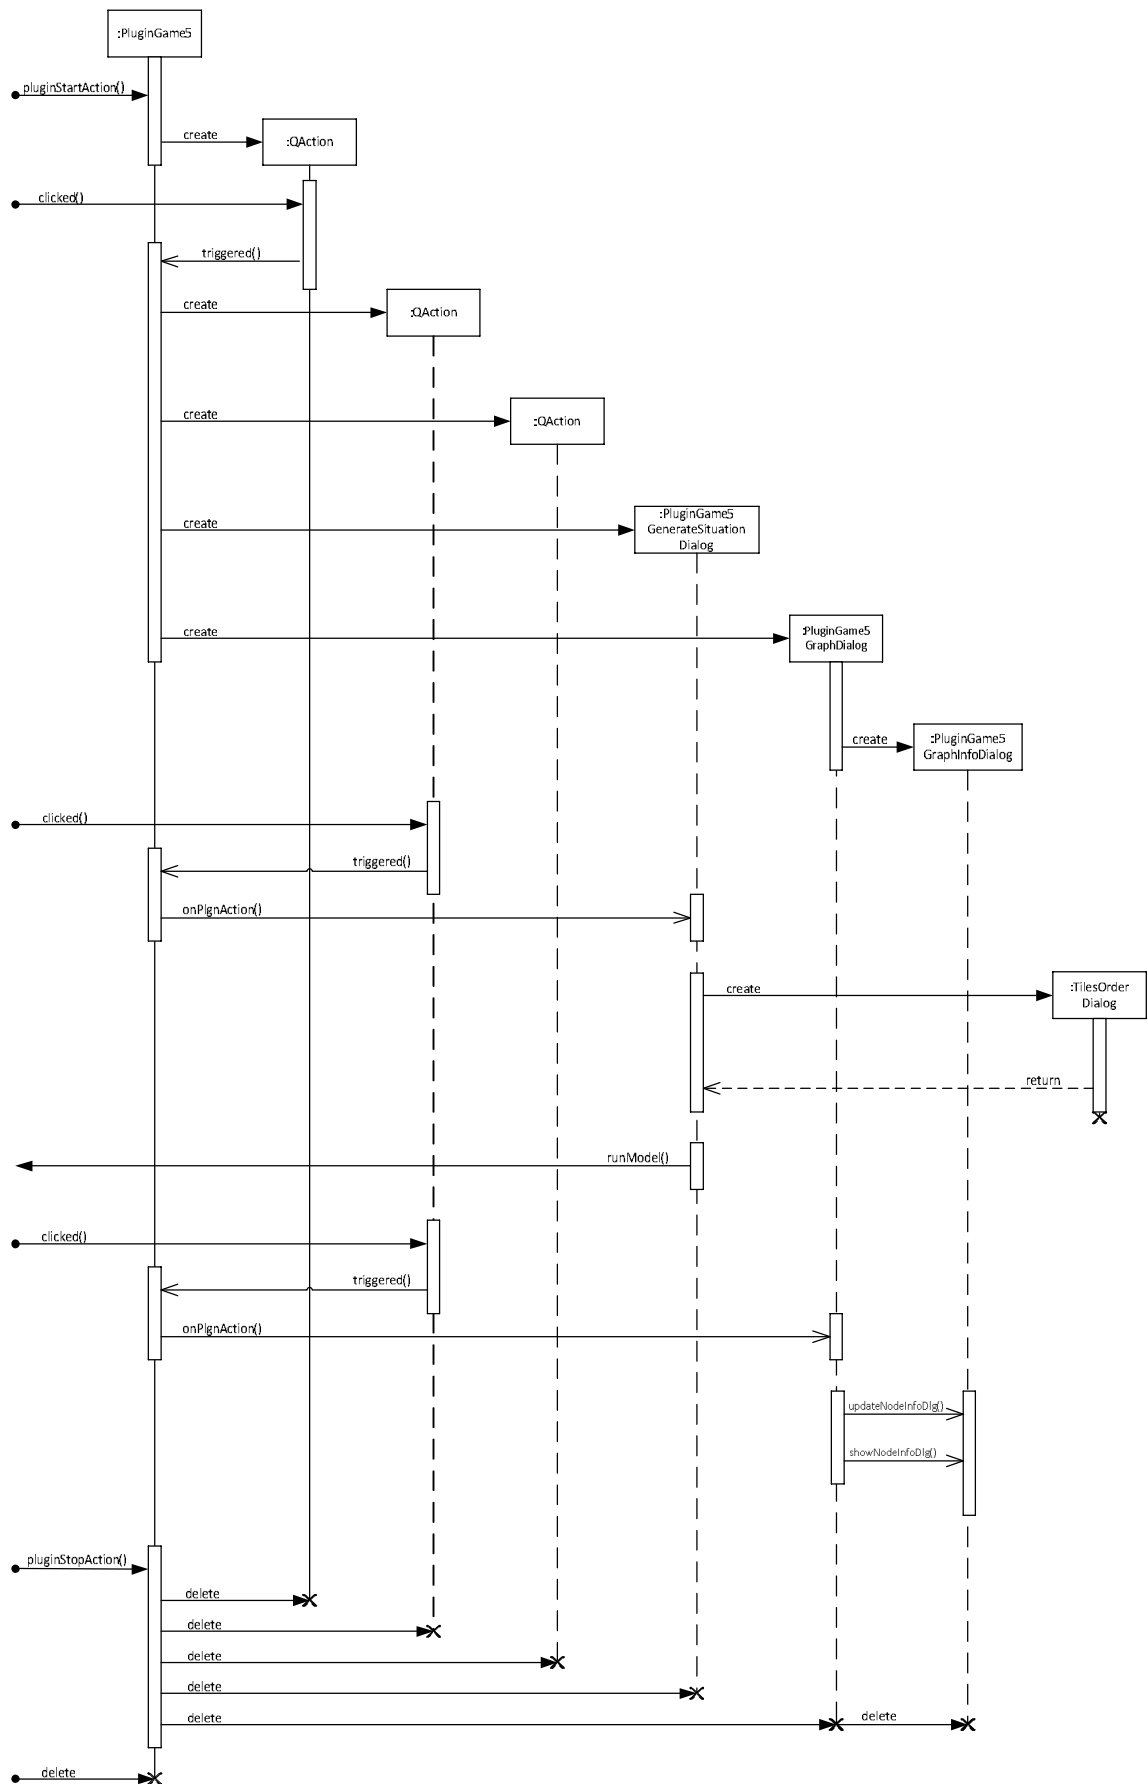 :PluginGame5
pluginStartAction()
create
:QAction
clicked()
triggered()
create
:QAction
create
:QAction
create
:PluginGame5
GenerateSituation
Dialog
create
:PluginGame5
GraphDialog
create
:PluginGame5
GraphInfoDialog
clicked()
triggered()
onPlgnAction()
create
:TilesOrder
Dialog
return
runModel()
clicked()
triggered()
onPlgnAction()
updateNodeInfoDlg()
showNodeInfoDlg()
pluginStopAction()
delete
delete
delete
delete
delete
delete
delete